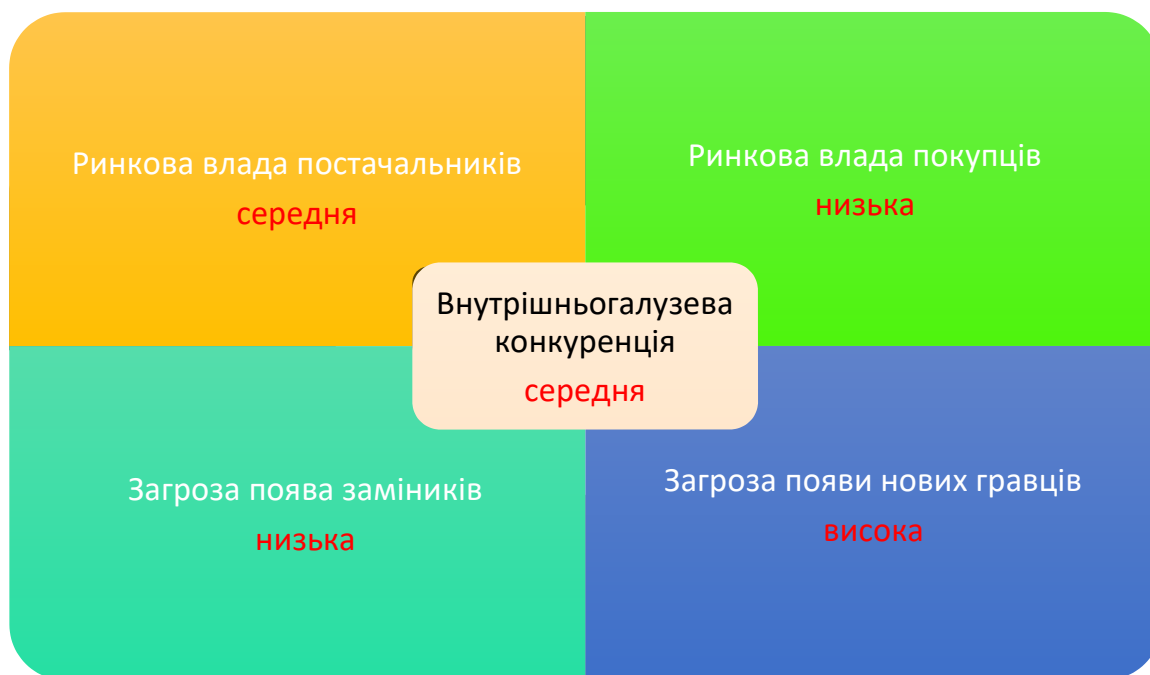 Ринкова влада постачальників
середня
Ринкова влада покупців
низька
Внутрішньогалузева
конкуренція
середня
Загроза поява заміників
низька
Загроза появи нових гравців
висока